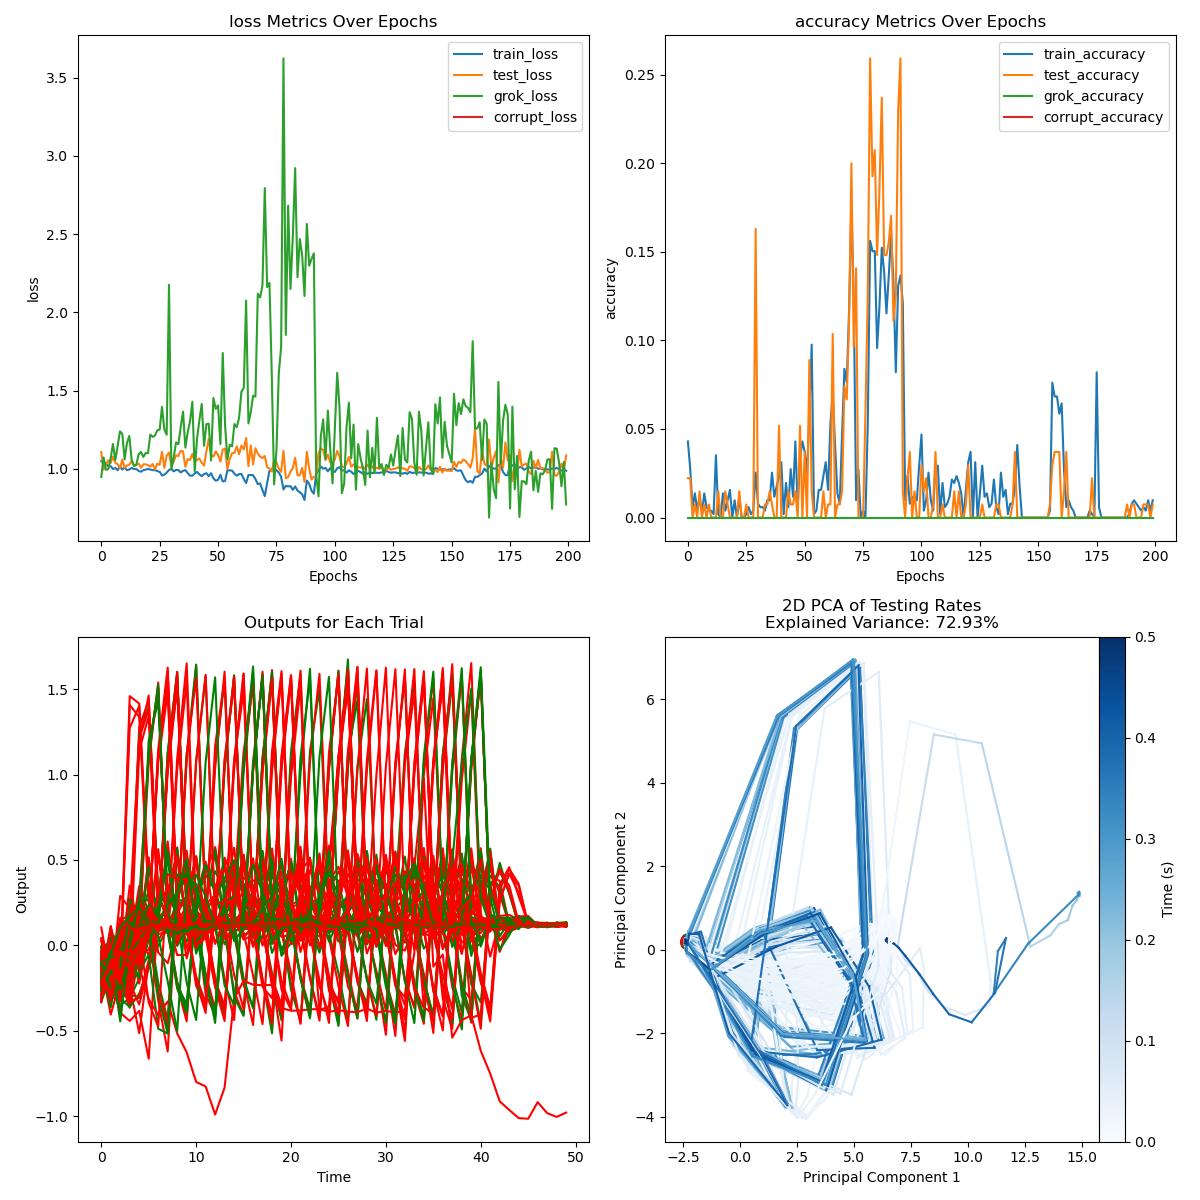 loss Metrics Over Epochs
train_loss
test_loss
grok_loss
corrupt_loss
3.5
3.0
2.5
2.0
1.5
1.0
loss
0
25
50
75
100
125
150
175
200
Epochs
accuracy Metrics Over Epochs
train_accuracy
test_accuracy
grok_accuracy
corrupt_accuracy
0.25
0.20
0.15
0.10
0.05
0.00
accuracy
0
25
50
75
100
125
150
175
200
Epochs
Outputs for Each Trial
1.5
1.0
0.5
0.0
−0.5
−1.0
Output
0
10
20
30
40
50
Time
2D PCA of Testing Rates
Explained Variance: 72.93%
6
4
2
0
−2
−4
Principal Component 2
−2.5
0.0
2.5
5.0
7.5
10.0
12.5
15.0
Principal Component 1
0.5
0.4
0.3
0.2
0.1
0.0
Time (s)